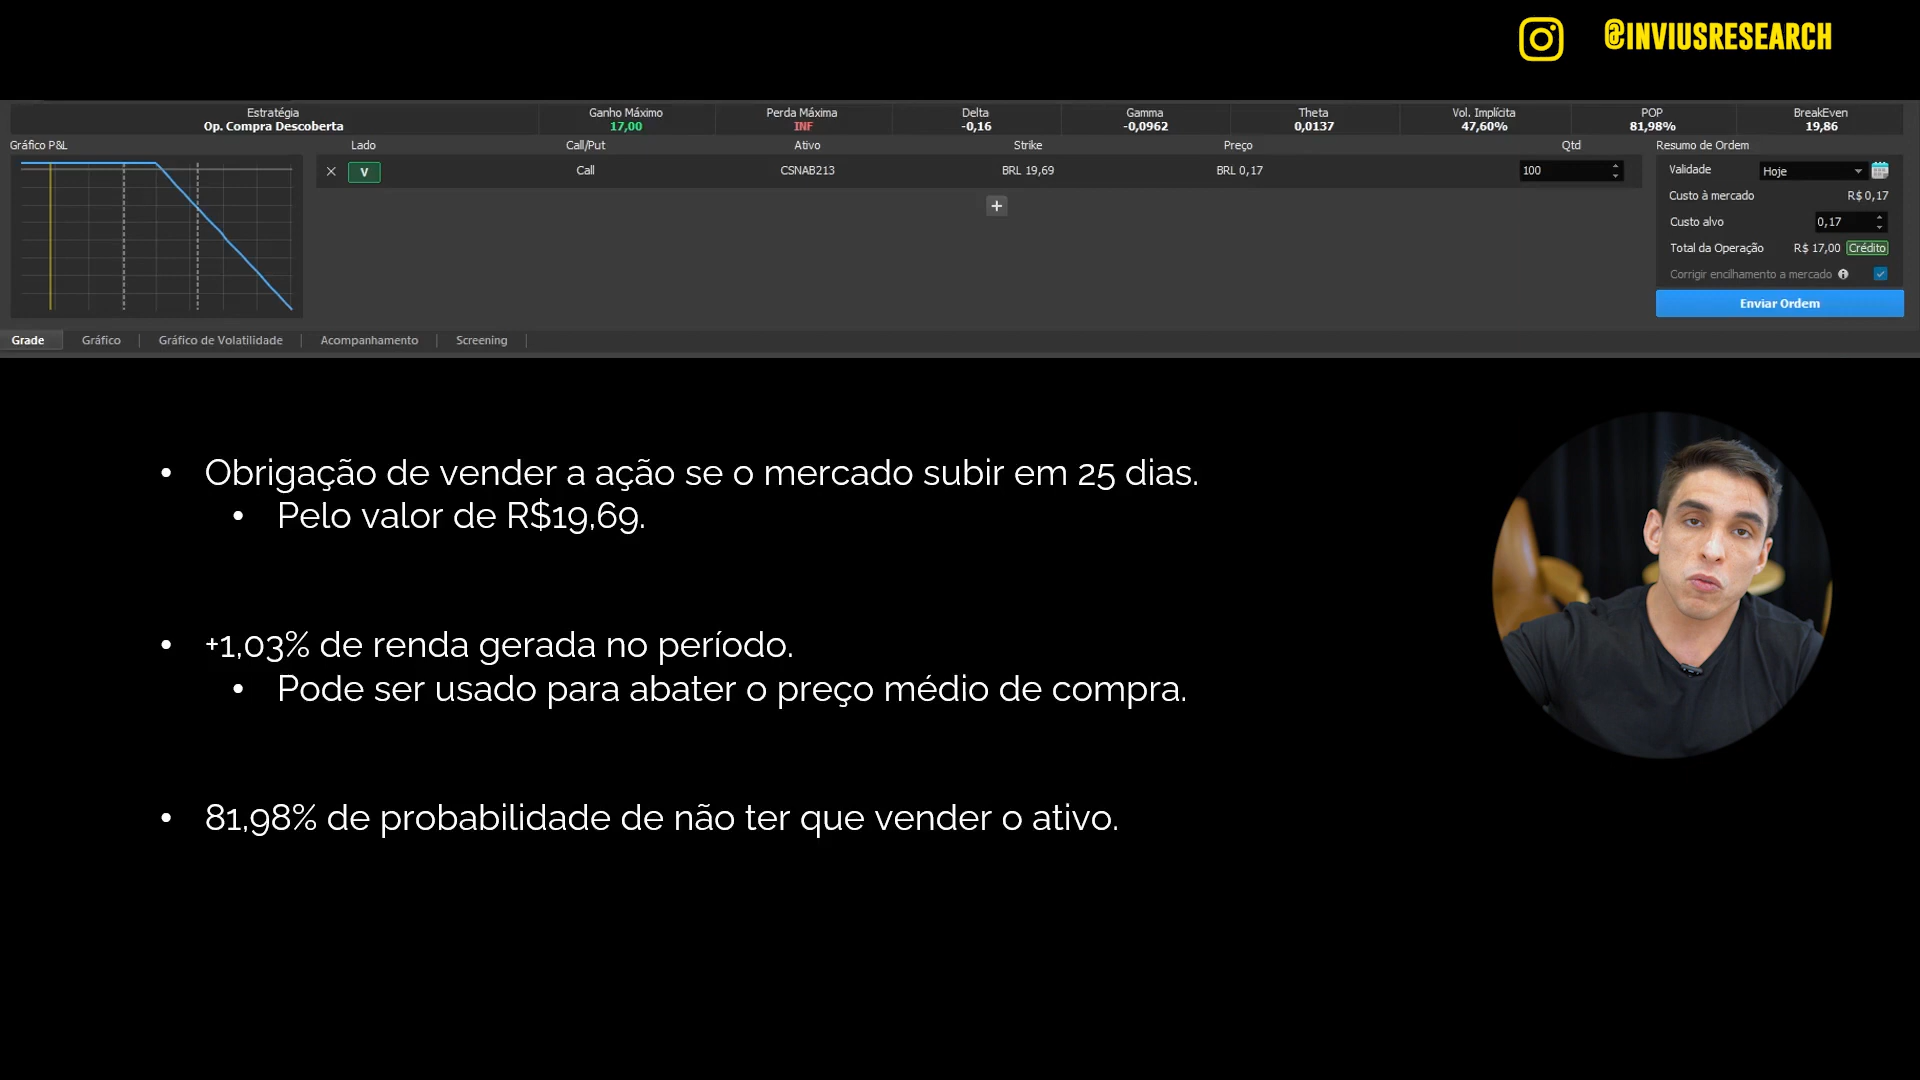 @INVIUSRESEARCH
Estratégia
Op. Compra Descoberta
Ganho Máximo
17,00
Perda Máxima
INF
Delta
-0,16
Gamma
-0,0962
Theta
0,0137
Vol. Implícita
47,60%
POP
81,98%
BreakEven
19,86
Gráfico P&L
Lado
Call/Put
Ativo
Strike
Preço
Qtd
Resumo de Ordem
V
Call
CSNAB213
BRL 19,69
BRL 0,17
100
Validade
Hoje
Custo à mercado
R$ 0,17
Custo alvo
0,17
Total da Operação
R$ 17,00 Crédito
Corrigir encilhamento a mercado
Enviar Ordem
Grade
Gráfico
Gráfico de Volatilidade
Acompanhamento
Screening
• Obrigação de vender a ação se o mercado subir em 25 dias.
• Pelo valor de R$19,69.
• +1,03% de renda gerada no período.
• Pode ser usado para abater o preço médio de compra.
• 81,98% de probabilidade de não ter que vender o ativo.